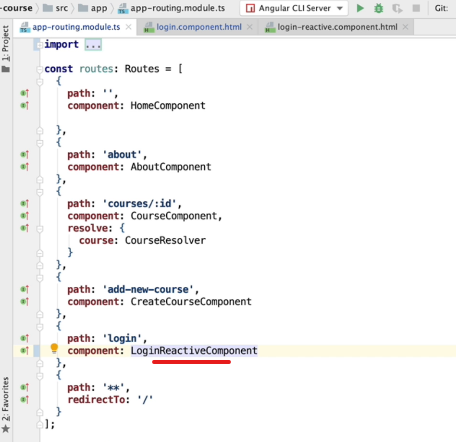 -course
src
app
app-routing.module.ts
Angular CLI Server
Git:
app-routing.module.ts
login.component.html
login-reactive.component.html
1: Project
import ...
const routes: Routes = [
{
path: '',
component: HomeComponent
},
{
path: 'about',
component: AboutComponent
},
{
path: 'courses/:id',
component: CourseComponent,
resolve: {
course: CourseResolver
}
},
{
path: 'add-new-course',
component: CreateCourseComponent
},
{
path: 'login',
component: LoginReactiveComponent
},
{
path: '**',
redirectTo: '/'
}
];
2: Favorites